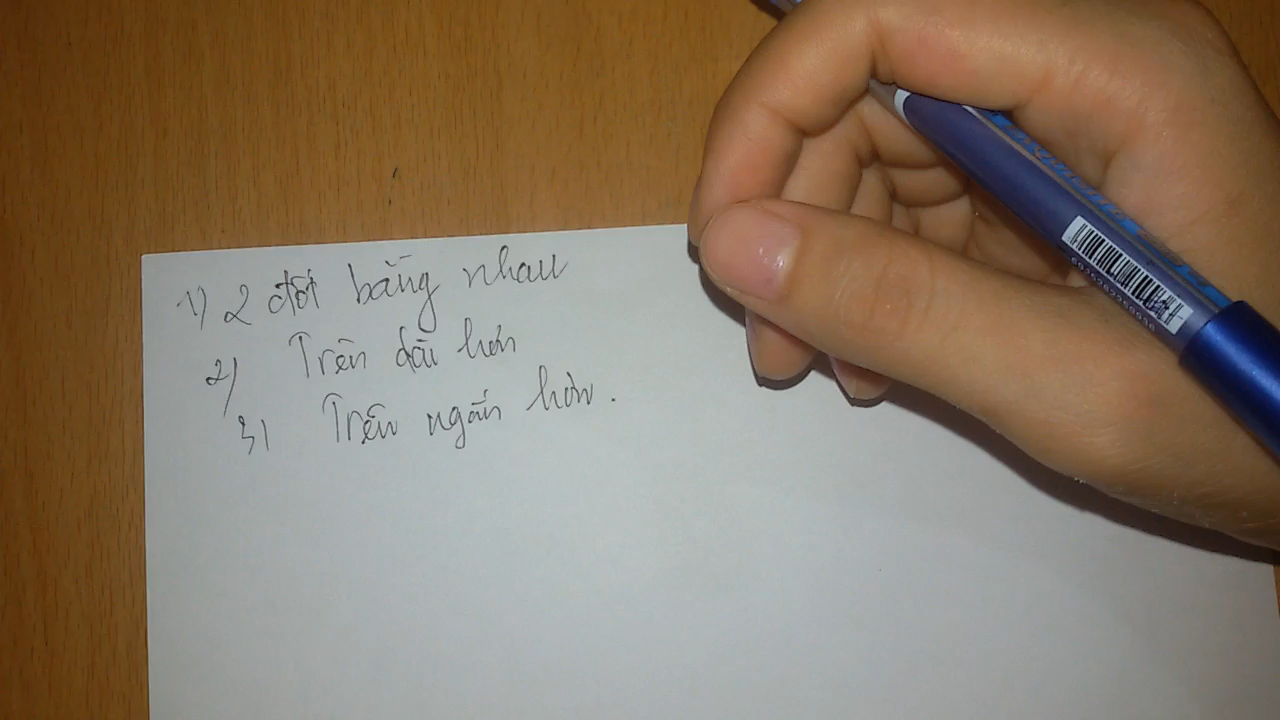 1) 2 đốt bằng nhau
2) Trên dài hơn
3) Trên ngắn hơn.